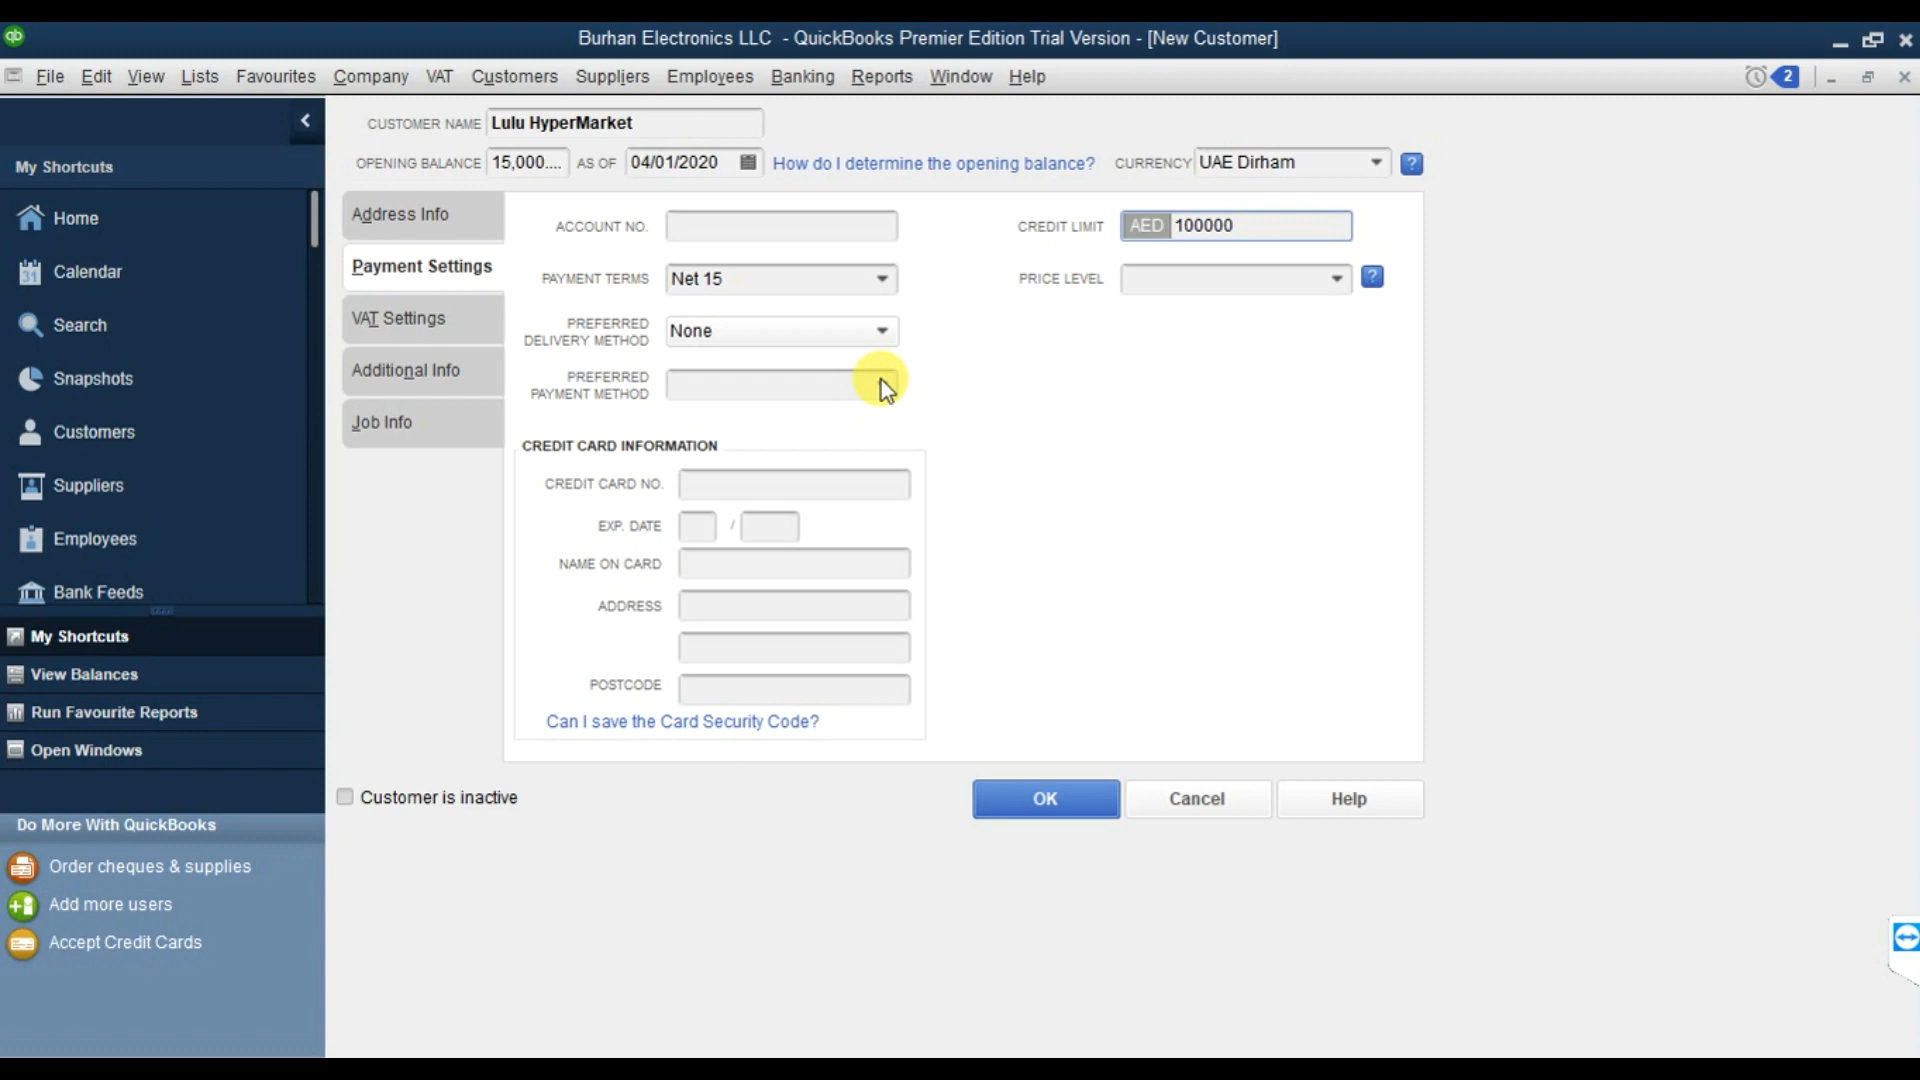 qb
Burhan Electronics LLC - QuickBooks Premier Edition Trial Version - [New Customer]
File Edit View Lists Favourites Company VAT Customers Suppliers Employees Banking Reports Window Help
2
CUSTOMER NAME Lulu HyperMarket
OPENING BALANCE 15,000.... AS OF 04/01/2020 How do I determine the opening balance? CURRENCY UAE Dirham ?
My Shortcuts
Home
31 Calendar
Search
Snapshots
Customers
Suppliers
Employees
Bank Feeds
My Shortcuts
View Balances
Run Favourite Reports
Open Windows
Do More With QuickBooks
Order cheques & supplies
Add more users
Accept Credit Cards
Address Info
Payment Settings
VAT Settings
Additional Info
Job Info
ACCOUNT NO.
CREDIT LIMIT AED 100000
PAYMENT TERMS Net 15
PRICE LEVEL ?
PREFERRED
DELIVERY METHOD None
PREFERRED
PAYMENT METHOD
CREDIT CARD INFORMATION
CREDIT CARD NO.
EXP. DATE /
NAME ON CARD
ADDRESS
POSTCODE
Can I save the Card Security Code?
Customer is inactive
OK Cancel Help